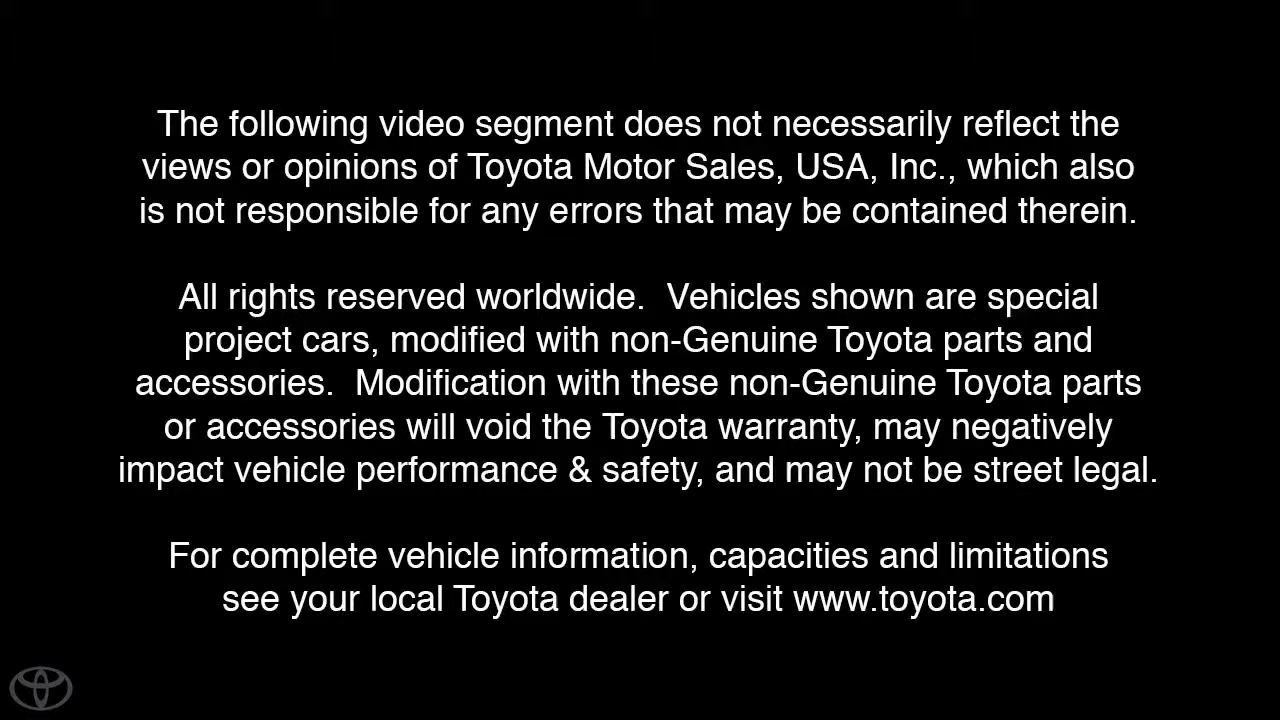 The following video segment does not necessarily reflect the
views or opinions of Toyota Motor Sales, USA, Inc., which also
is not responsible for any errors that may be contained therein.
All rights reserved worldwide.  Vehicles shown are special
project cars, modified with non-Genuine Toyota parts and
accessories.  Modification with these non-Genuine Toyota parts
or accessories will void the Toyota warranty, may negatively
impact vehicle performance & safety, and may not be street legal.
For complete vehicle information, capacities and limitations
see your local Toyota dealer or visit www.toyota.com